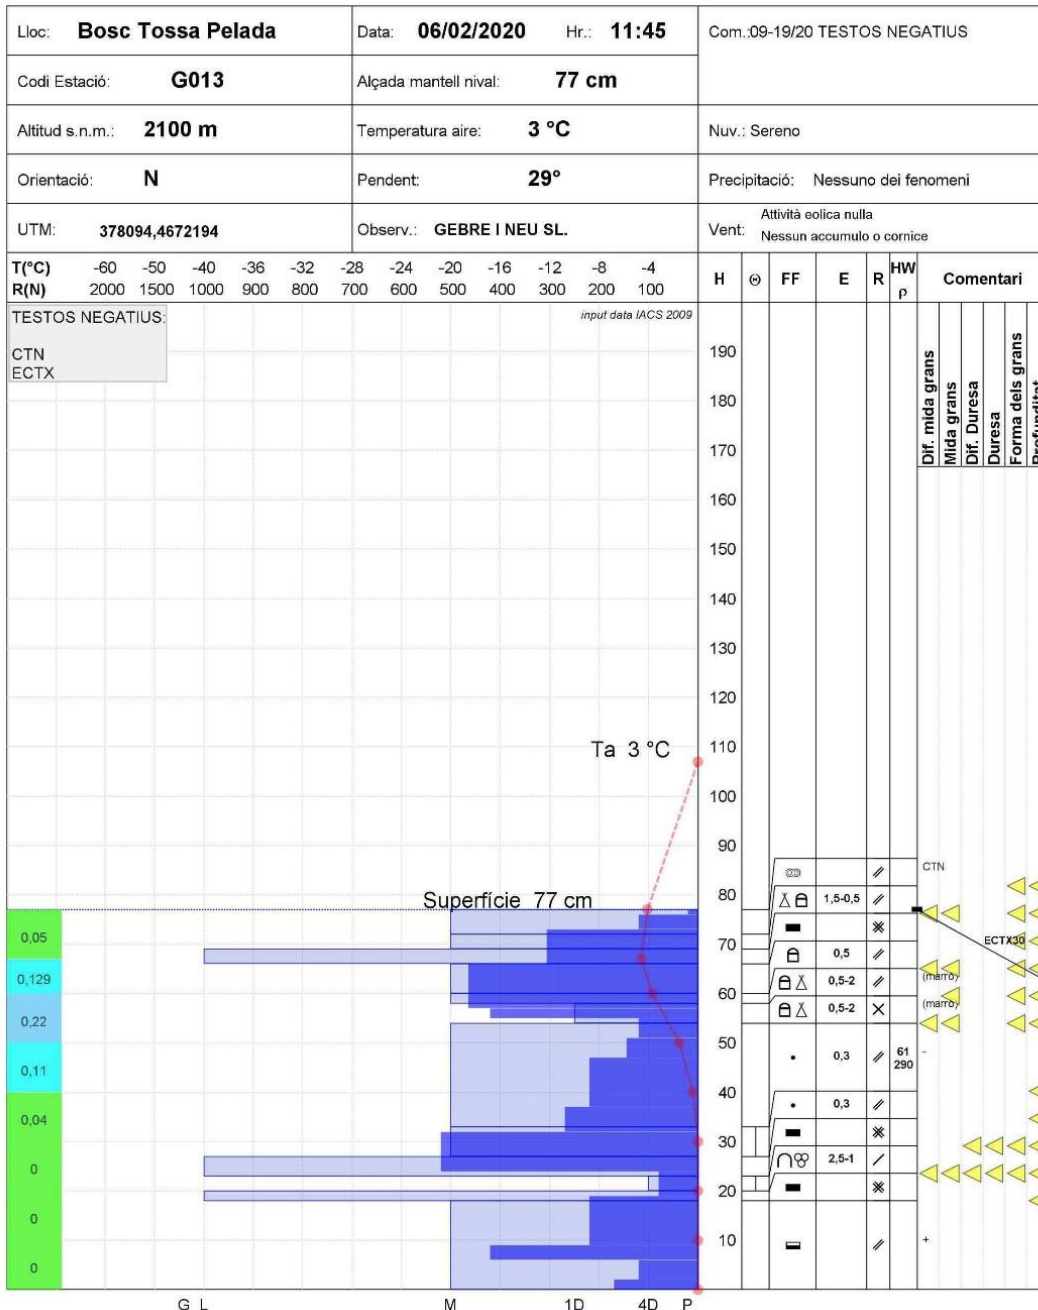 Lloc: Bosc Tossa Pelada Data: 06/02/2020 Hr.: 11:45 Com.:09-19/20 TESTOS NEGATIUS
Codi Estació: G013 Alçada mantell nival: 77 cm
Altitud s.n.m.: 2100 m Temperatura aire: 3 °C Nuv.: Sereno
Orientació: N Pendent: 29° Precipitació: Nessuno dei fenomeni
UTM: 378094,4672194 Observ.: GEBRE I NEU SL. Vent: Attività eolica nulla
Nessun accumulo o cornice
T(°C) -60 -50 -40 -36 -32 -28 -24 -20 -16 -12 -8 -4 H Θ FF E R HW Comentari
R(N) 2000 1500 1000 900 800 700 600 500 400 300 200 100 ρ
TESTOS NEGATIUS: input data IACS 2009
CTN
ECTX
Dif. mida grans
Mida grans
Dif. Duresa
Duresa
Forma dels grans
Profunditat
190
180
170
160
150
140
130
120
Ta 3 °C 110
100
90
CTN
Superfície 77 cm 80 1,5-0,5
0,05 70 ECTX30
0,5
0,129 (marró)
60 0,5-2
0,22 0,5-2 (marró)
50 0,3 61 -
290
0,11
40 0,3
0,04
30
0 2,5-1
20
0
10 +
0
G L M 1D 4D P